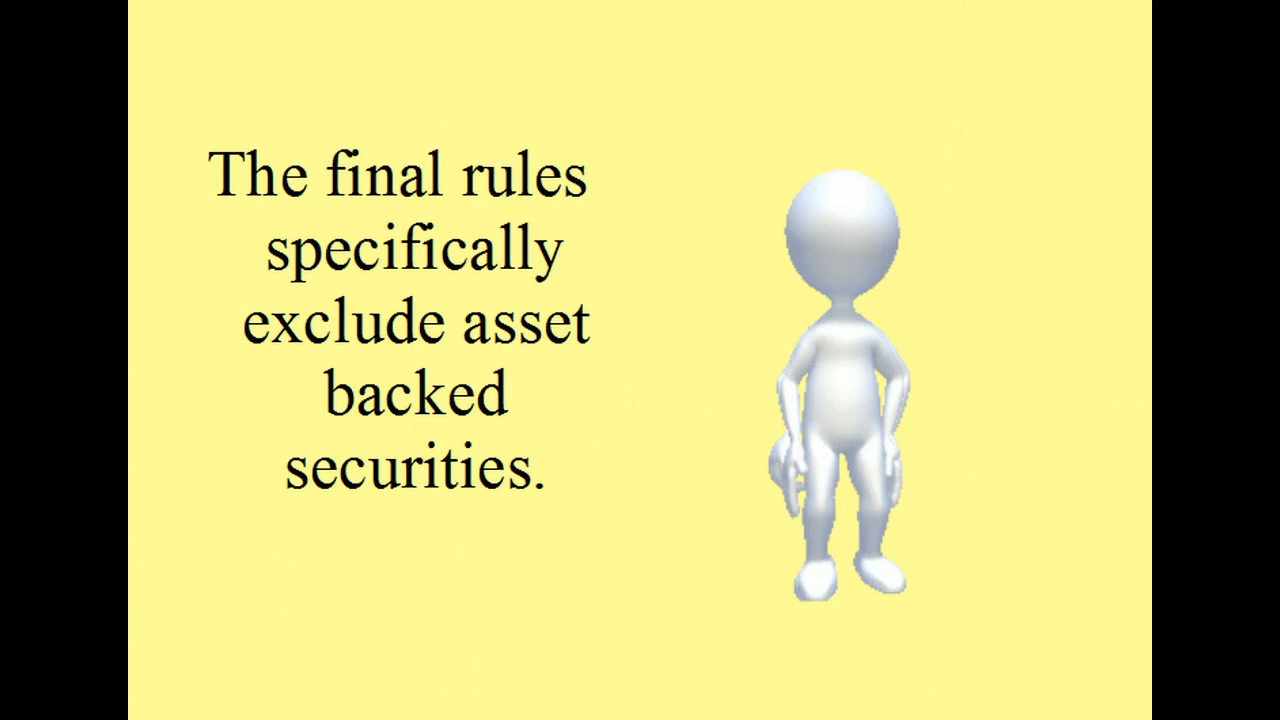 The final rules
specifically
exclude asset
backed
securities.